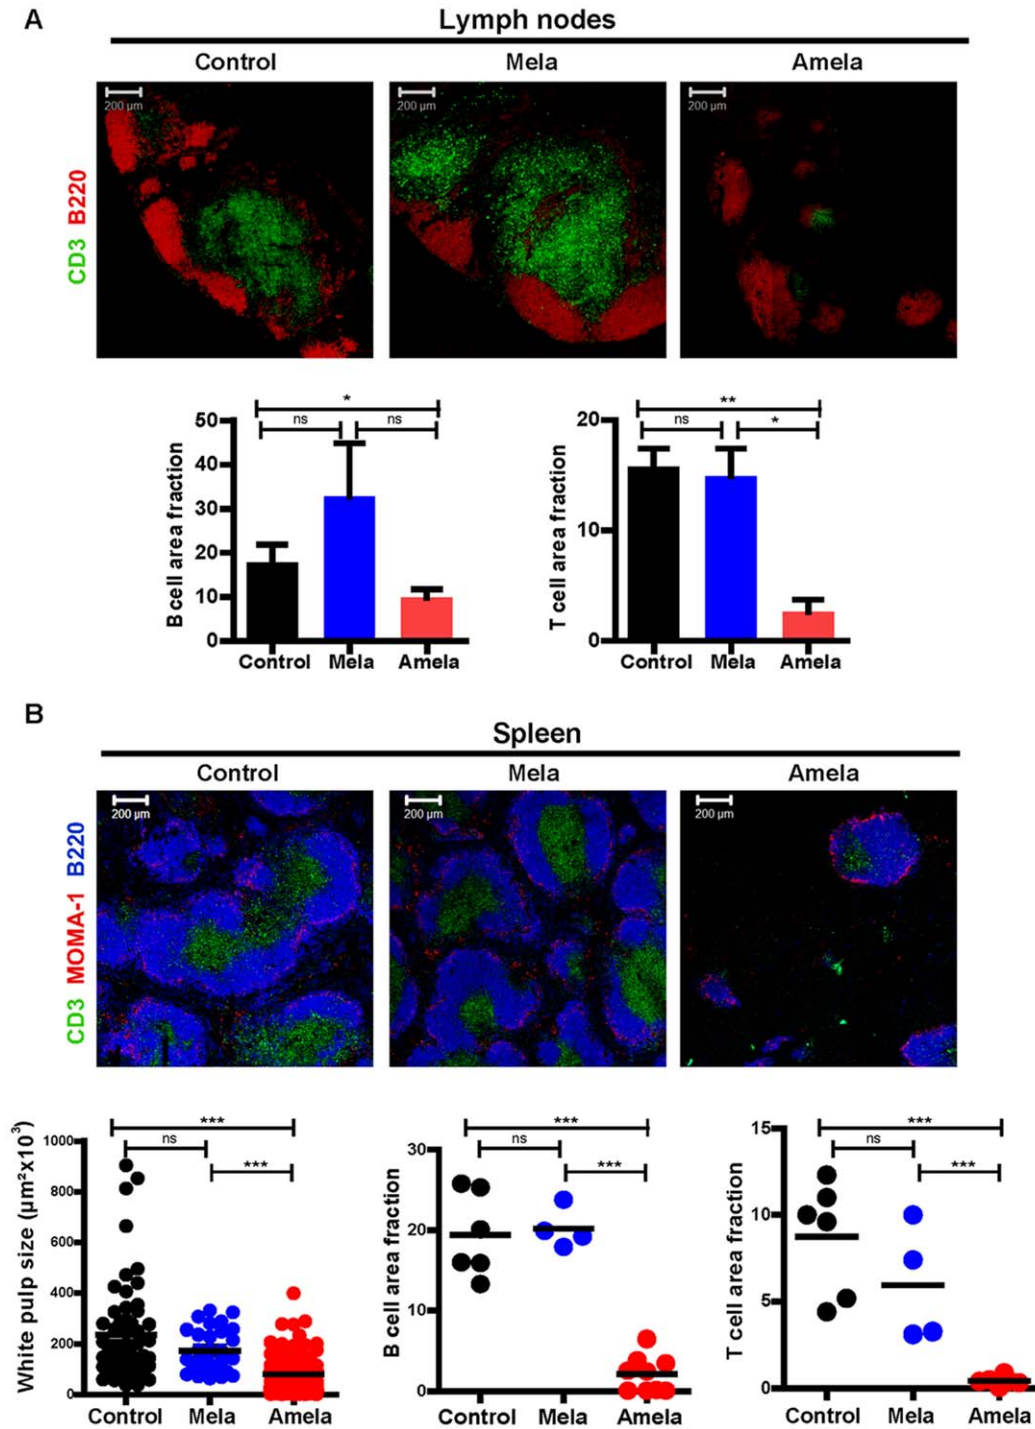 A
Lymph nodes
Control Mela Amela
200 µm 200 µm 200 µm
CD3 B220
* ns ns
B cell area fraction
50
40
30
20
10
0
Control Mela Amela
** ns *
T cell area fraction
20
10
0
Control Mela Amela
B
Spleen
Control Mela Amela
200 µm 200 µm 200 µm
CD3 MOMA-1 B220
*** ns ***
White pulp size (µm²x10³)
1000
800
600
400
200
0
Control Mela Amela
*** ns ***
B cell area fraction
30
20
10
0
Control Mela Amela
*** ns ***
T cell area fraction
15
10
5
0
Control Mela Amela